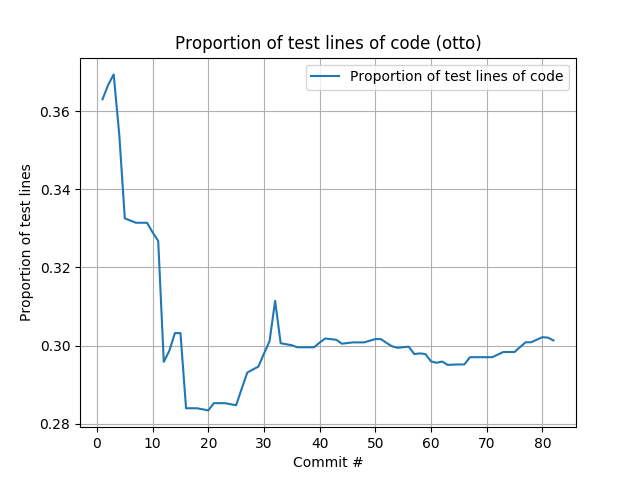 Proportion of test lines of code (otto)
Proportion of test lines of code
0.36
0.34
0.32
0.30
0.28
Proportion of test lines
0 10 20 30 40 50 60 70 80
Commit #